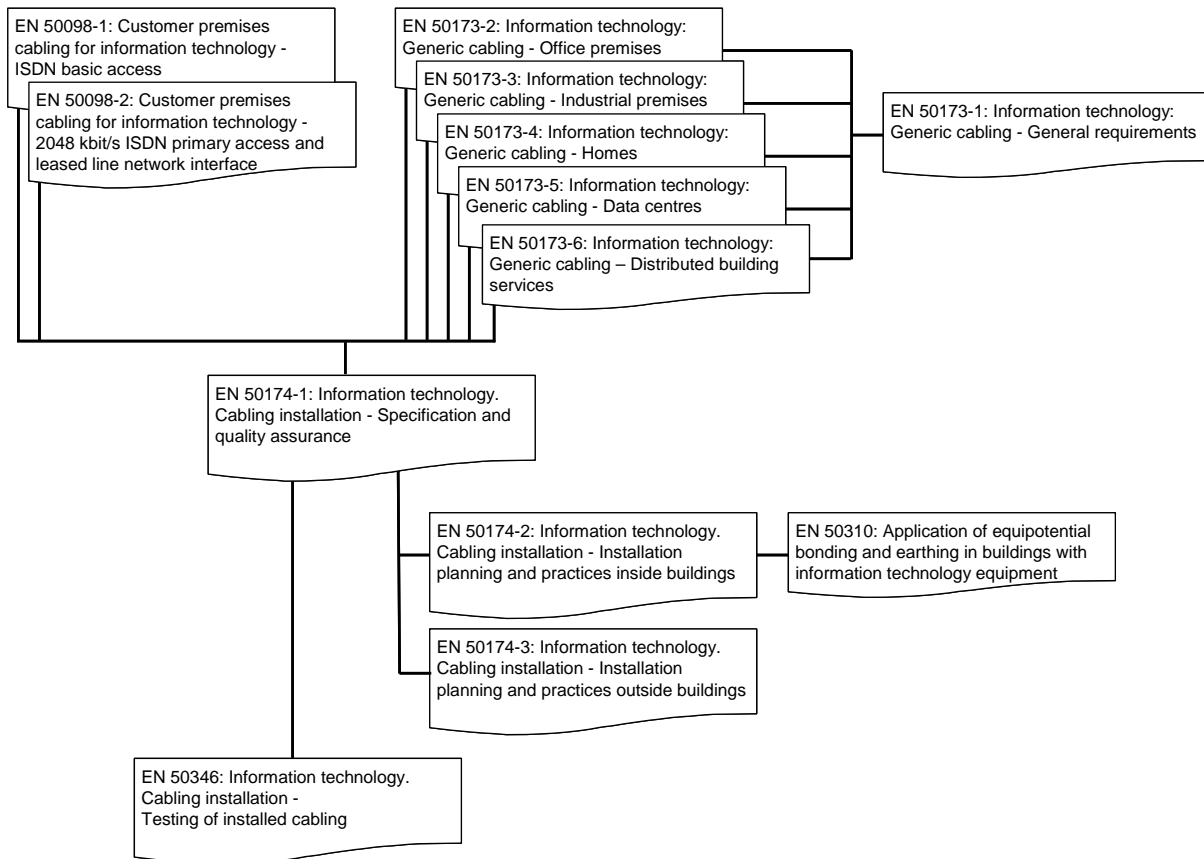 EN 50098-1: Customer premises
cabling for information technology -
ISDN basic access
EN 50098-2: Customer premises
cabling for information technology -
2048 kbit/s ISDN primary access and
leased line network interface
EN 50173-2: Information technology:
Generic cabling - Office premises
EN 50173-3: Information technology:
Generic cabling - Industrial premises
EN 50173-4: Information technology:
Generic cabling - Homes
EN 50173-5: Information technology:
Generic cabling - Data centres
EN 50173-6: Information technology:
Generic cabling – Distributed building
services
EN 50173-1: Information technology:
Generic cabling - General requirements
EN 50174-1: Information technology.
Cabling installation - Specification and
quality assurance
EN 50174-2: Information technology.
Cabling installation - Installation
planning and practices inside buildings
EN 50310: Application of equipotential
bonding and earthing in buildings with
information technology equipment
EN 50174-3: Information technology.
Cabling installation - Installation
planning and practices outside buildings
EN 50346: Information technology.
Cabling installation -
Testing of installed cabling